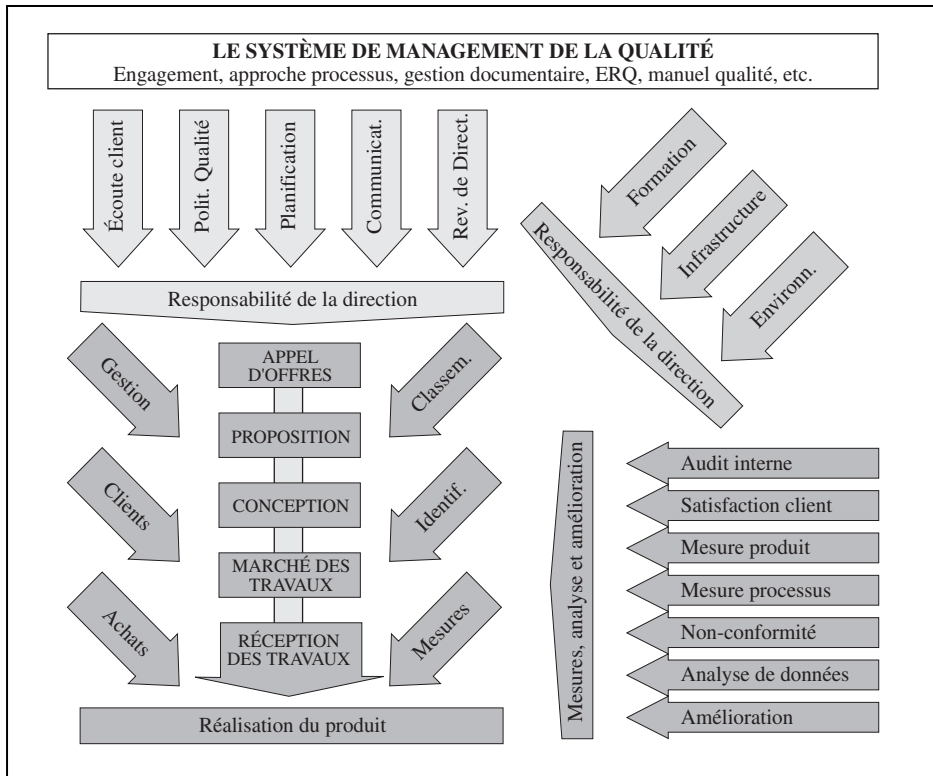 LE SYSTÈME DE MANAGEMENT DE LA QUALITÉ
Engagement, approche processus, gestion documentaire, ERQ, manuel qualité, etc.
Écoute client
Polit. Qualité
Planification
Communicat.
Rev. de Direct.
Responsabilité de la direction
Formation
Infrastructure
Environn.
Responsabilité de la direction
Gestion
Clients
Achats
APPEL
D'OFFRES
PROPOSITION
CONCEPTION
MARCHÉ DES
TRAVAUX
RÉCEPTION
DES TRAVAUX
Classem.
Identif.
Mesures
Réalisation du produit
Mesures, analyse et amélioration
Audit interne
Satisfaction client
Mesure produit
Mesure processus
Non-conformité
Analyse de données
Amélioration